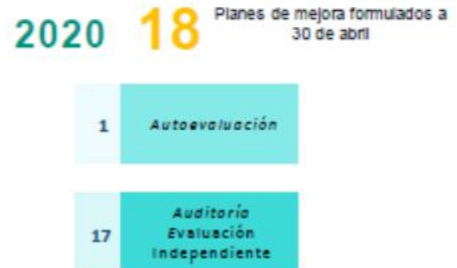 2020
18
Planes de mejora formulados a
30 de abril
1
Autoevaluación
17
Auditoría
Evaluación
Independiente